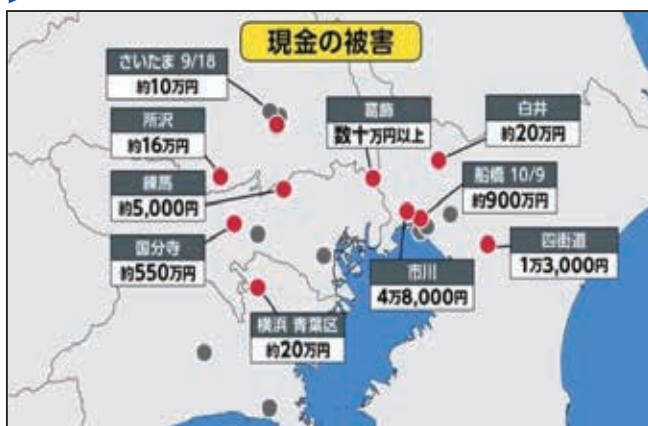 現金の被害
さいたま 9/18
約10万円
所沢
約16万円
練馬
約5,000円
国分寺
約550万円
横浜 青葉区
約20万円
葛飾
数十万円以上
白井
約20万円
船橋 10/9
約900万円
市川
4万8,000円
四街道
1万3,000円